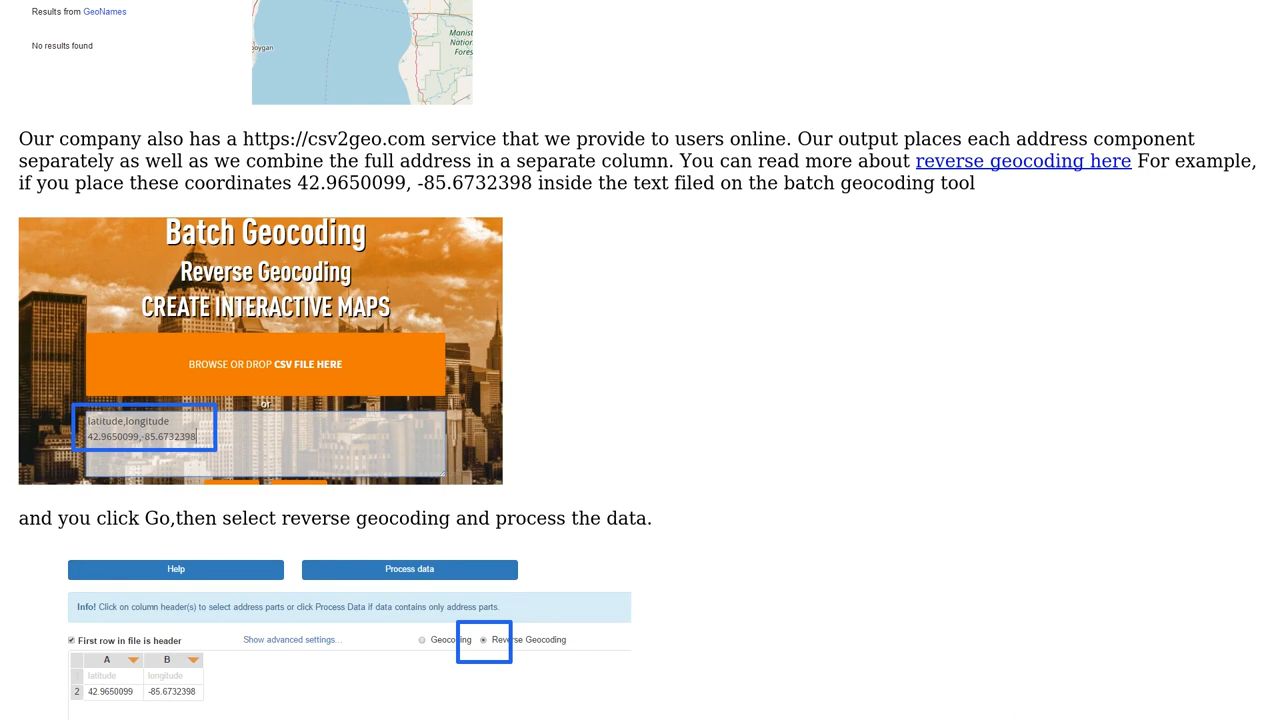 Results from GeoNames
No results found
Manist
Nation
Fores
boygan
Our company also has a https://csv2geo.com service that we provide to users online. Our output places each address component
separately as well as we combine the full address in a separate column. You can read more about reverse geocoding here For example,
if you place these coordinates 42.9650099, -85.6732398 inside the text filed on the batch geocoding tool
Batch Geocoding
Reverse Geocoding
CREATE INTERACTIVE MAPS
BROWSE OR DROP CSV FILE HERE
or
latitude,longitude
42.9650099,-85.6732398
and you click Go,then select reverse geocoding and process the data.
Help Process data
Info! Click on column header(s) to select address parts or click Process Data if data contains only address parts.
First row in file is header Show advanced settings... Geocoding Reverse Geocoding
A B
1 latitude longitude
2 42.9650099 -85.6732398